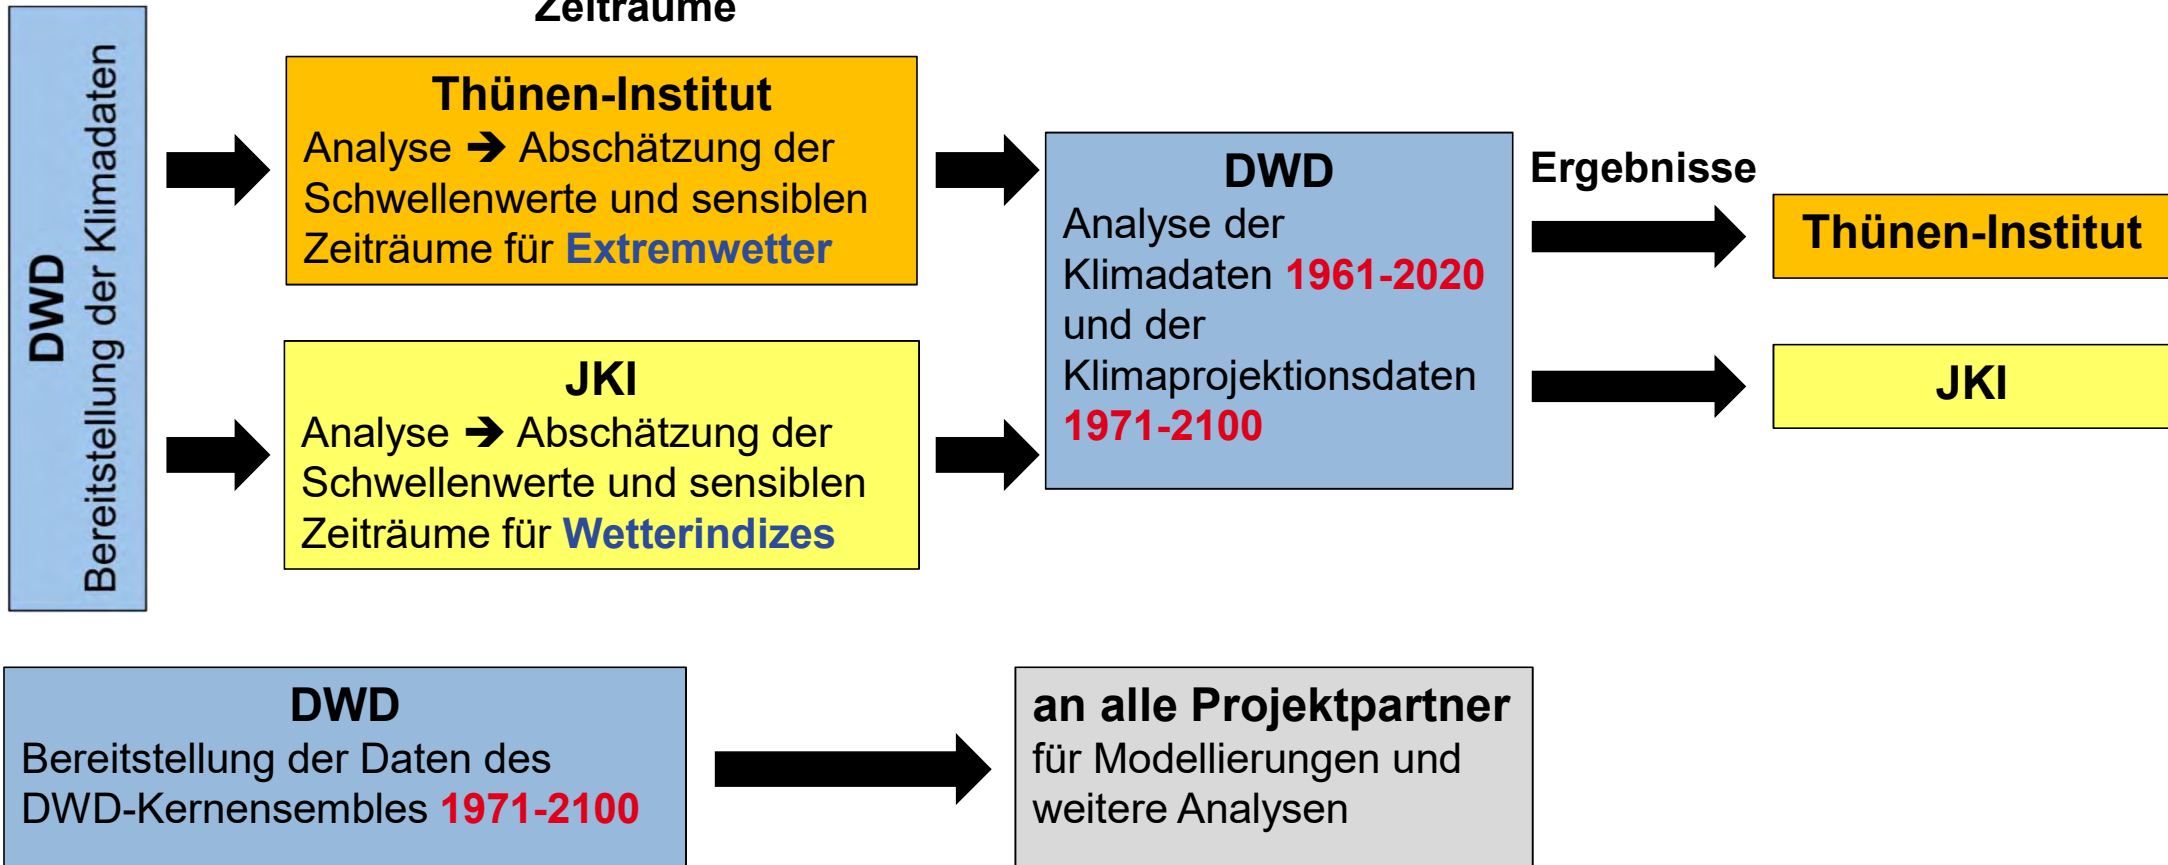 Zeiträume
DWD
Bereitstellung der Klimadaten
Thünen-Institut
Analyse ➔ Abschätzung der
Schwellenwerte und sensiblen
Zeiträume für Extremwetter
JKI
Analyse ➔ Abschätzung der
Schwellenwerte und sensiblen
Zeiträume für Wetterindizes
DWD
Analyse der
Klimadaten 1961-2020
und der
Klimaprojektionsdaten
1971-2100
Ergebnisse
Thünen-Institut
JKI
DWD
Bereitstellung der Daten des
DWD-Kernensembles 1971-2100
an alle Projektpartner
für Modellierungen und
weitere Analysen